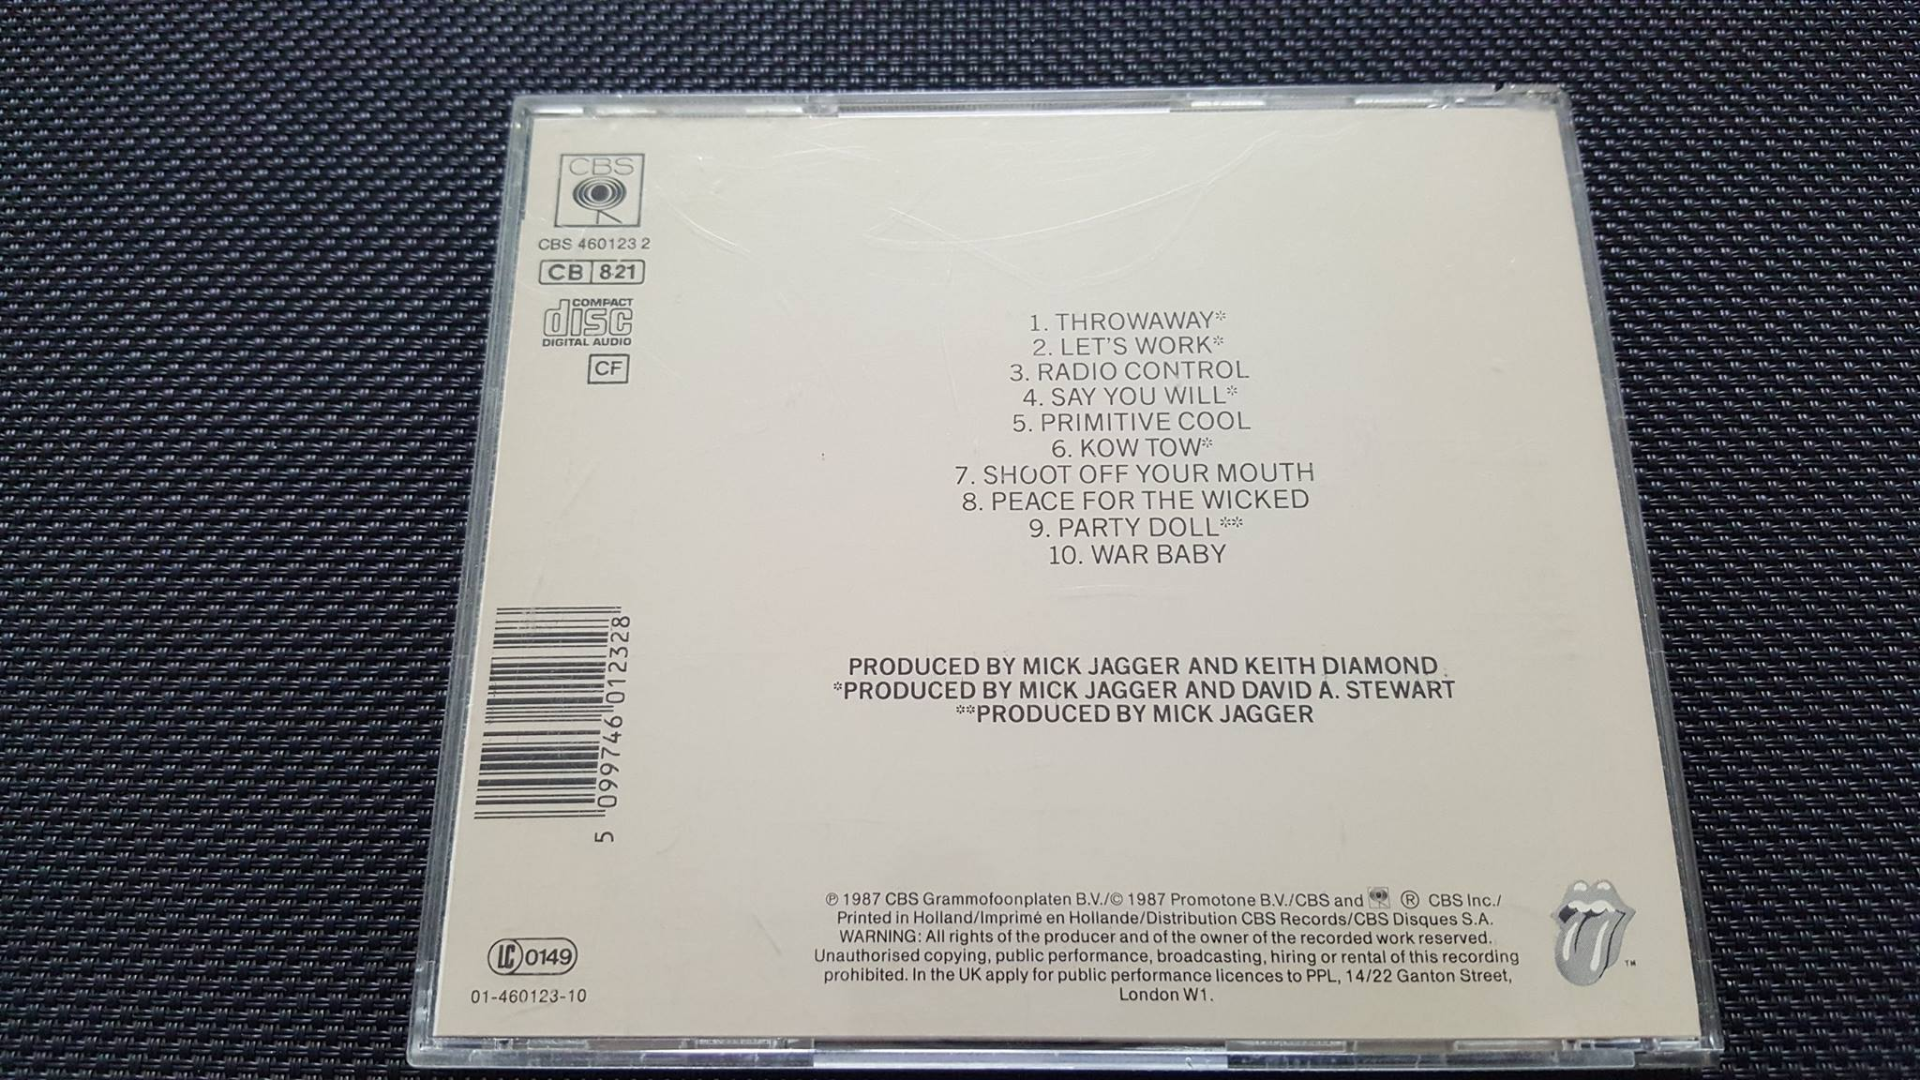 CBS
CBS 460123 2
CB 821
COMPACT
disc
DIGITAL AUDIO
CF
1. THROWAWAY*
2. LET'S WORK*
3. RADIO CONTROL
4. SAY YOU WILL*
5. PRIMITIVE COOL
6. KOW TOW*
7. SHOOT OFF YOUR MOUTH
8. PEACE FOR THE WICKED
9. PARTY DOLL**
10. WAR BABY
PRODUCED BY MICK JAGGER AND KEITH DIAMOND
*PRODUCED BY MICK JAGGER AND DAVID A. STEWART
**PRODUCED BY MICK JAGGER
5 099746 012328
℗ 1987 CBS Grammofoonplaten B.V./© 1987 Promotone B.V./CBS and ® CBS Inc./
Printed in Holland/Imprimé en Hollande/Distribution CBS Records/CBS Disques S.A.
WARNING: All rights of the producer and of the owner of the recorded work reserved.
Unauthorised copying, public performance, broadcasting, hiring or rental of this recording
prohibited. In the UK apply for public performance licences to PPL, 14/22 Ganton Street,
London W1.
TM
LC 0149
01-460123-10